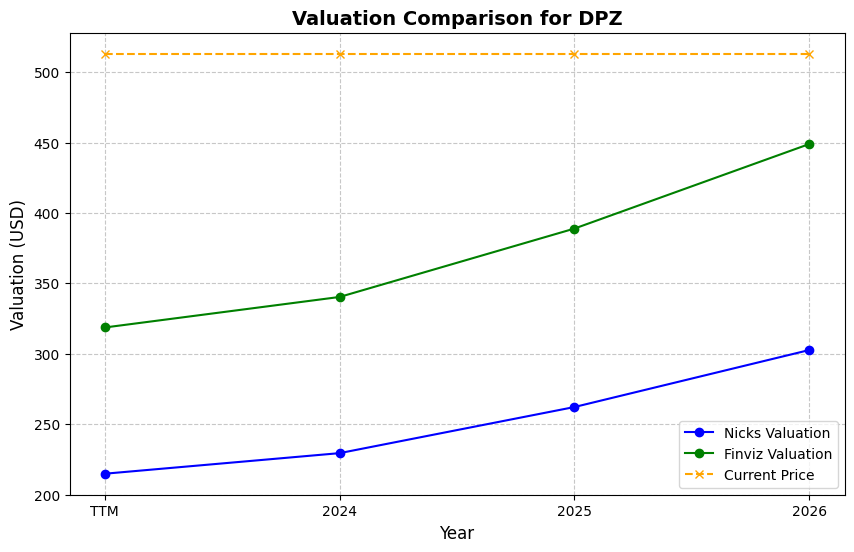 Valuation Comparison for DPZ
Valuation (USD)
500
450
400
350
300
250
200
TTM
2024
2025
2026
Year
Nicks Valuation
Finviz Valuation
Current Price